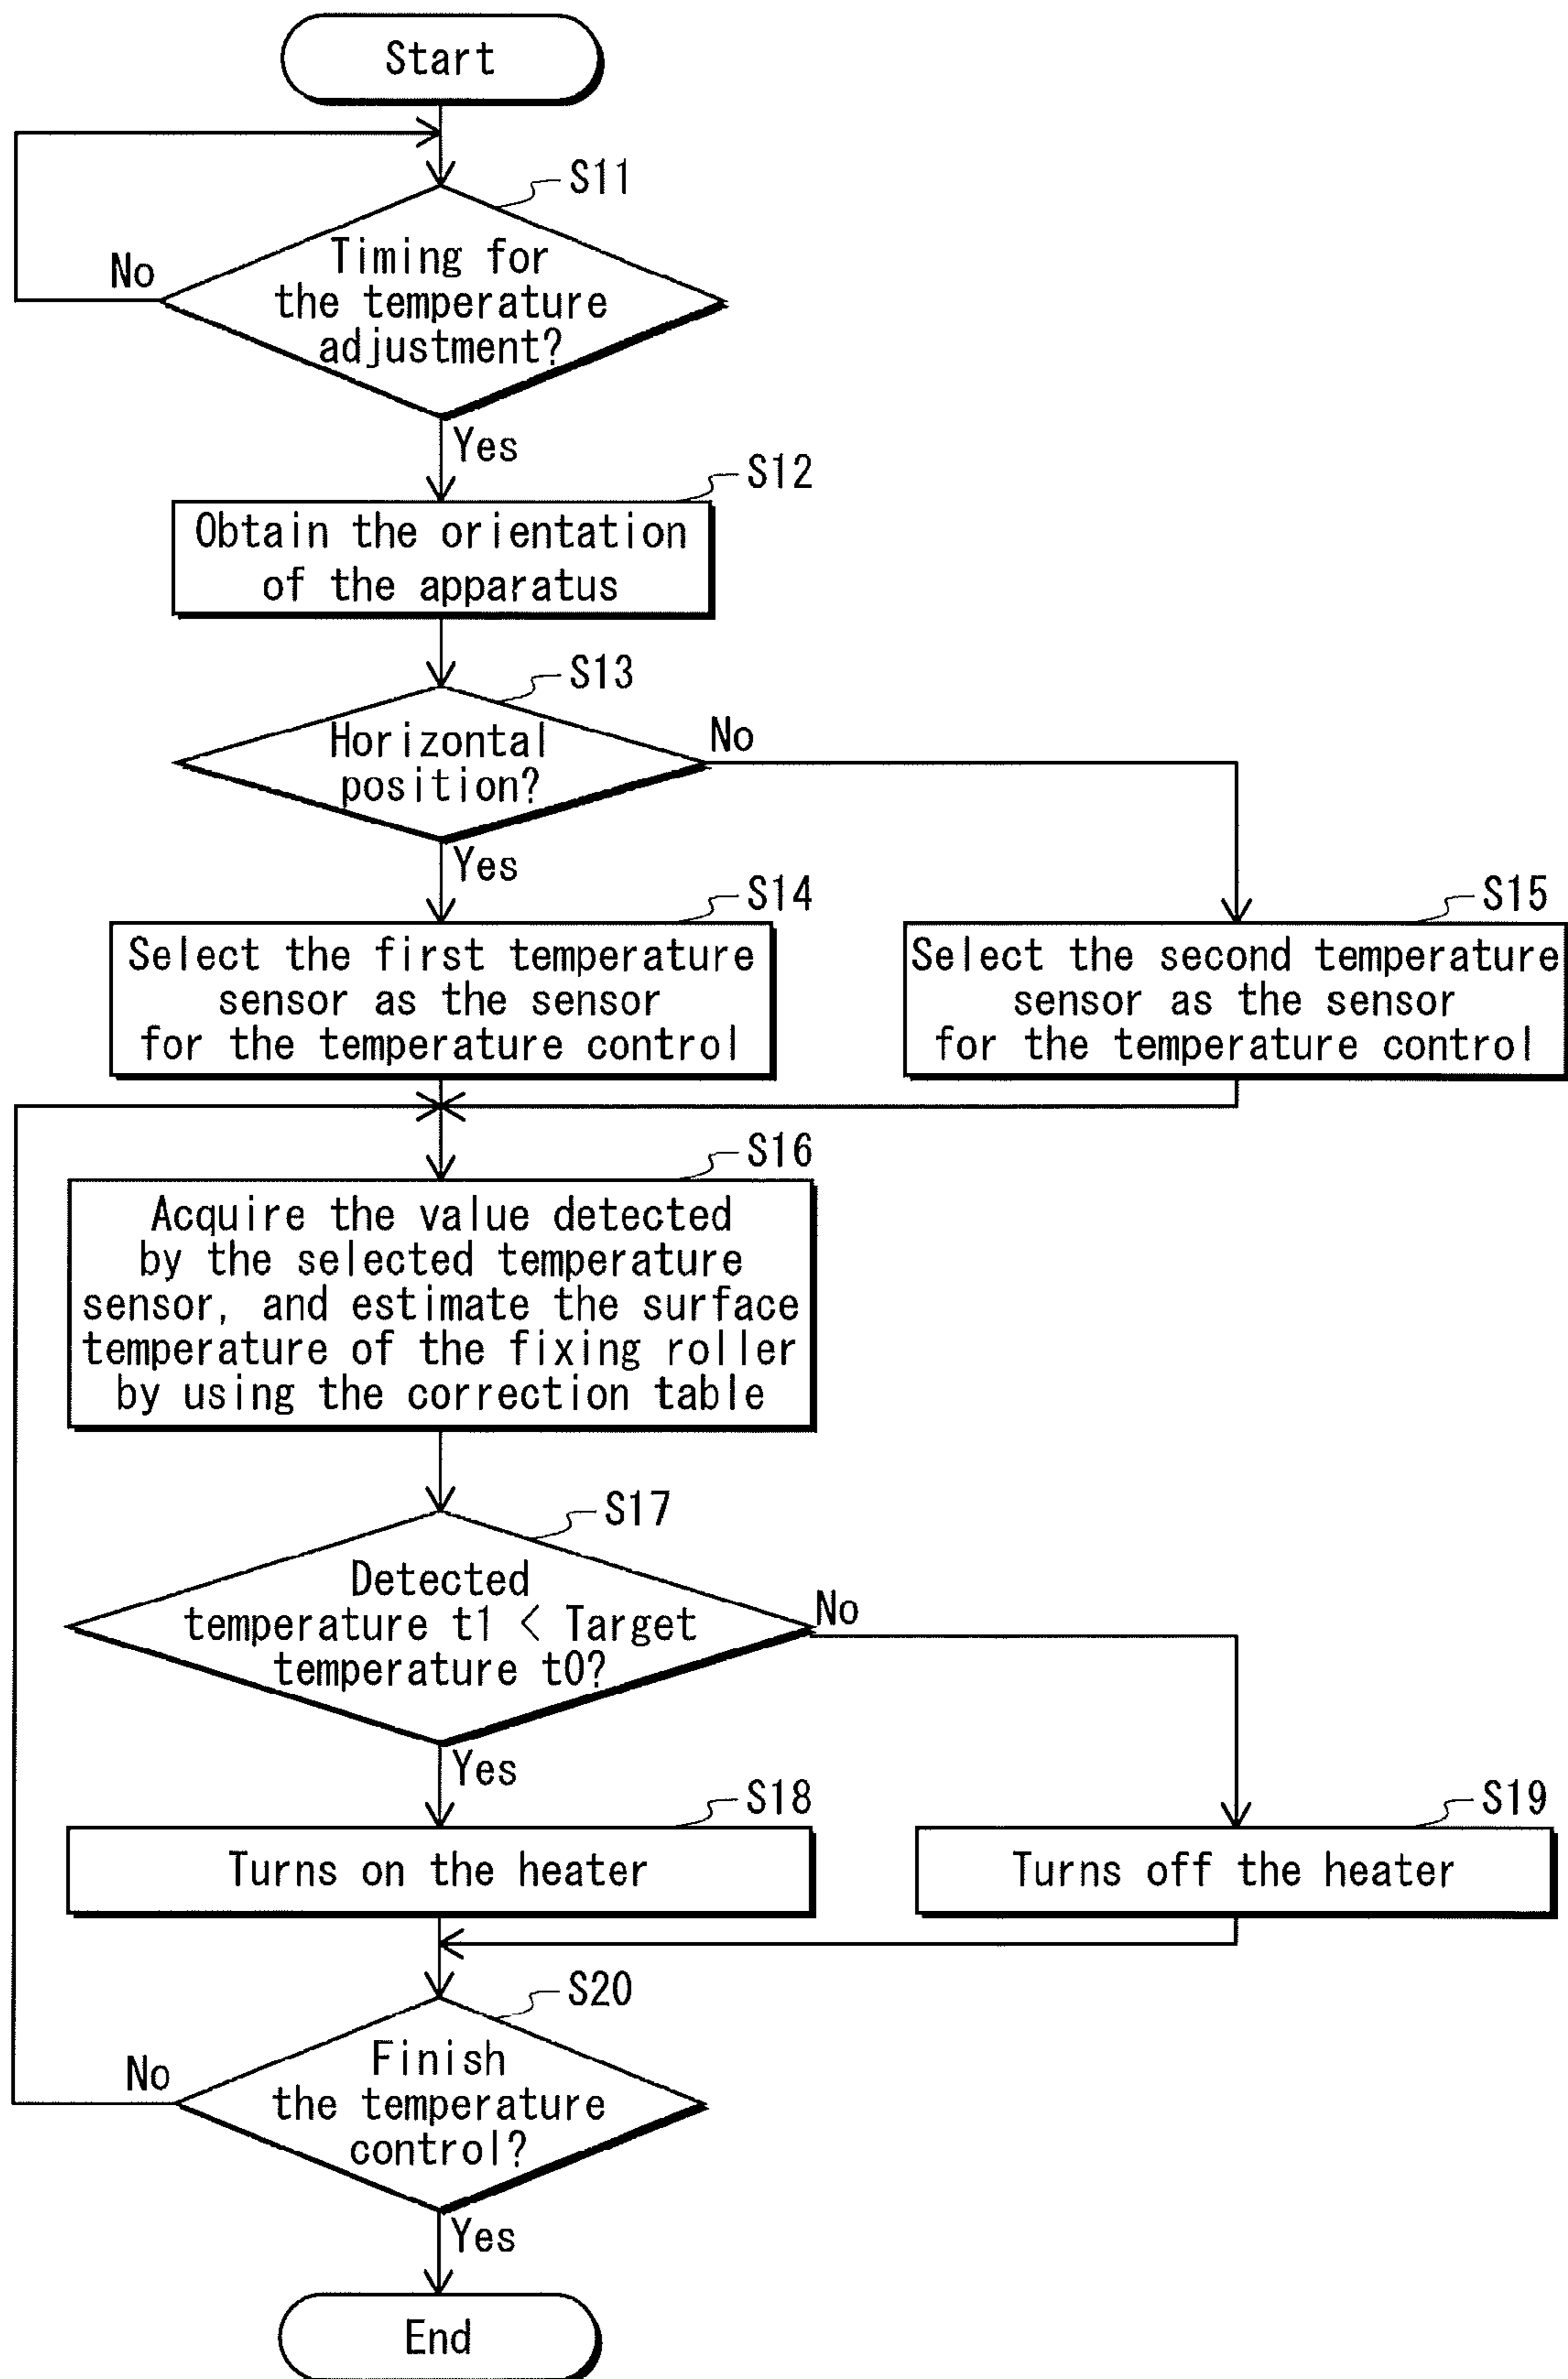 Start
S11
Timing for
the temperature
adjustment?
No
Yes
S12
Obtain the orientation
of the apparatus
S13
Horizontal
position?
No
Yes
S14
Select the first temperature
sensor as the sensor
for the temperature control
S15
Select the second temperature
sensor as the sensor
for the temperature control
S16
Acquire the value detected
by the selected temperature
sensor, and estimate the surface
temperature of the fixing roller
by using the correction table
S17
Detected
temperature t1 < Target
temperature t0?
No
Yes
S18
Turns on the heater
S19
Turns off the heater
S20
Finish
the temperature
control?
No
Yes
End